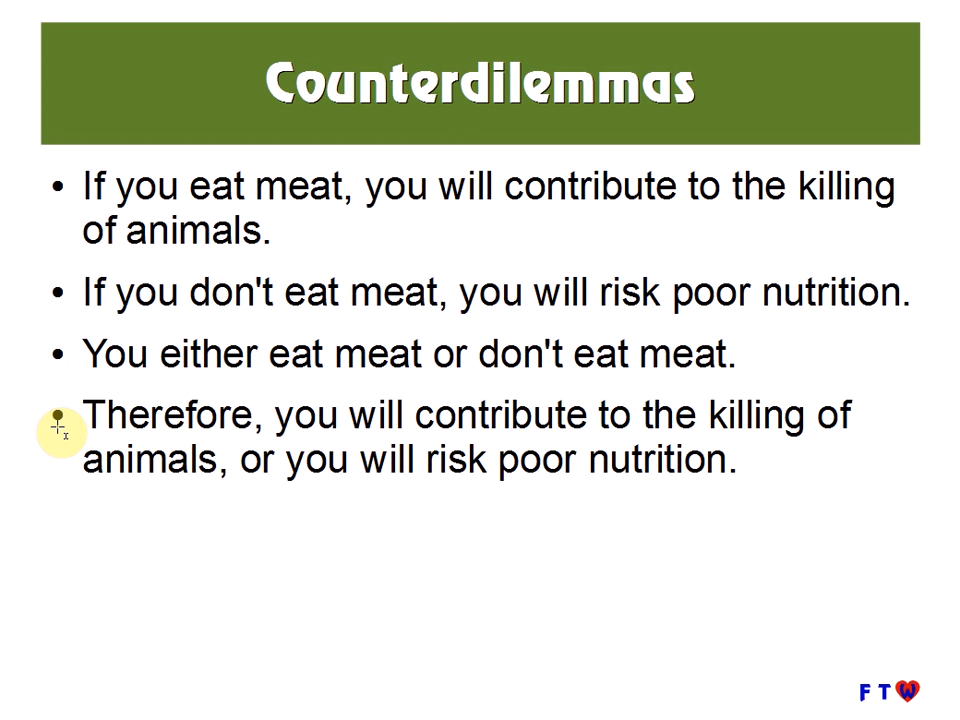 Counterdilemmas
• If you eat meat, you will contribute to the killing
of animals.
• If you don't eat meat, you will risk poor nutrition.
• You either eat meat or don't eat meat.
• Therefore, you will contribute to the killing of
animals, or you will risk poor nutrition.
F T W